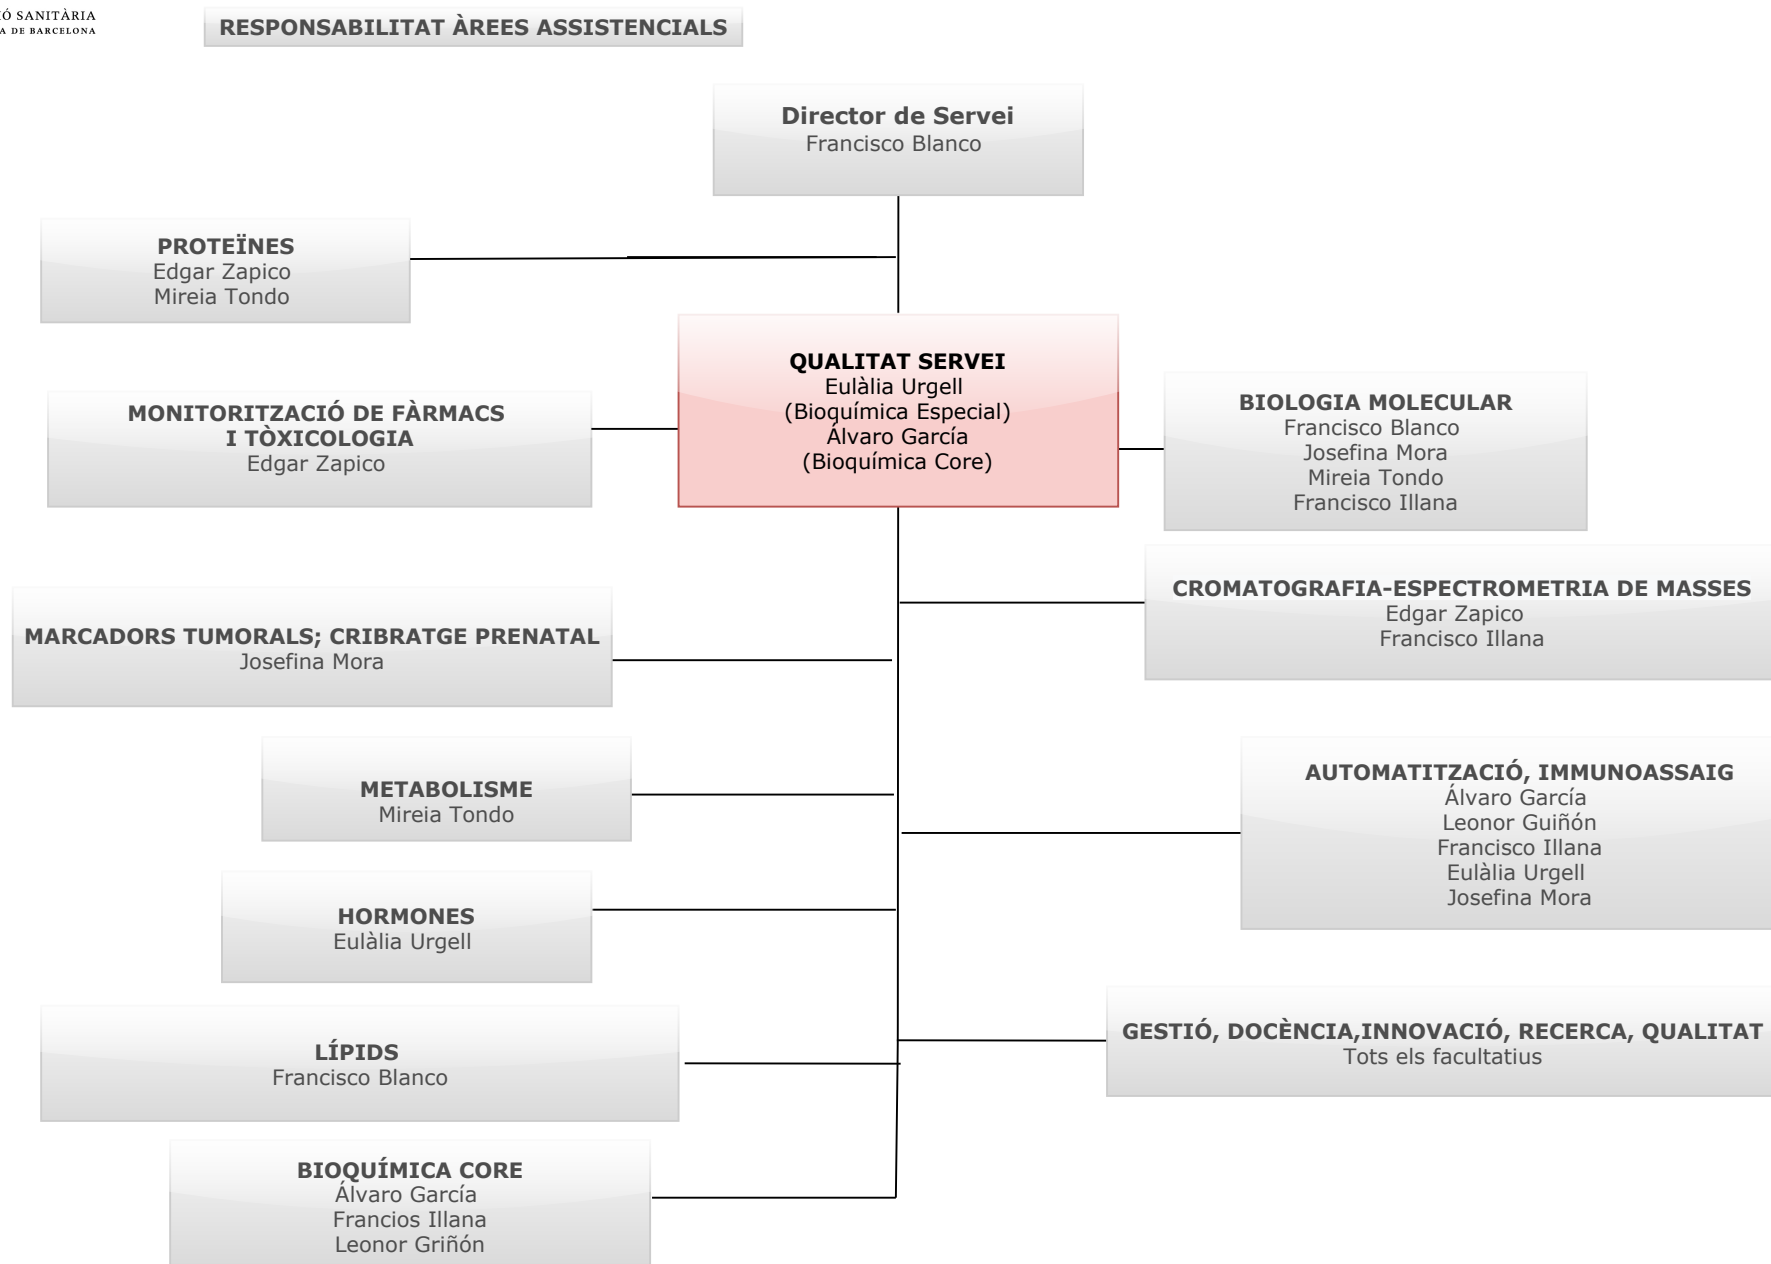 Ó SANITÀRIA
A DE BARCELONA
RESPONSABILITAT ÀREES ASSISTENCIALS
Director de Servei
Francisco Blanco
PROTEÏNES
Edgar Zapico
Mireia Tondo
QUALITAT SERVEI
Eulàlia Urgell
(Bioquímica Especial)
Álvaro García
(Bioquímica Core)
MONITORITZACIÓ DE FÀRMACS
I TÒXICOLOGIA
Edgar Zapico
BIOLOGIA MOLECULAR
Francisco Blanco
Josefina Mora
Mireia Tondo
Francisco Illana
CROMATOGRAFIA-ESPECTROMETRIA DE MASSES
Edgar Zapico
Francisco Illana
MARCADORS TUMORALS; CRIBRATGE PRENATAL
Josefina Mora
METABOLISME
Mireia Tondo
AUTOMATITZACIÓ, IMMUNOASSAIG
Álvaro García
Leonor Guiñón
Francisco Illana
Eulàlia Urgell
Josefina Mora
HORMONES
Eulàlia Urgell
GESTIÓ, DOCÈNCIA,INNOVACIÓ, RECERCA, QUALITAT
Tots els facultatius
LÍPIDS
Francisco Blanco
BIOQUÍMICA CORE
Álvaro García
Francios Illana
Leonor Griñón